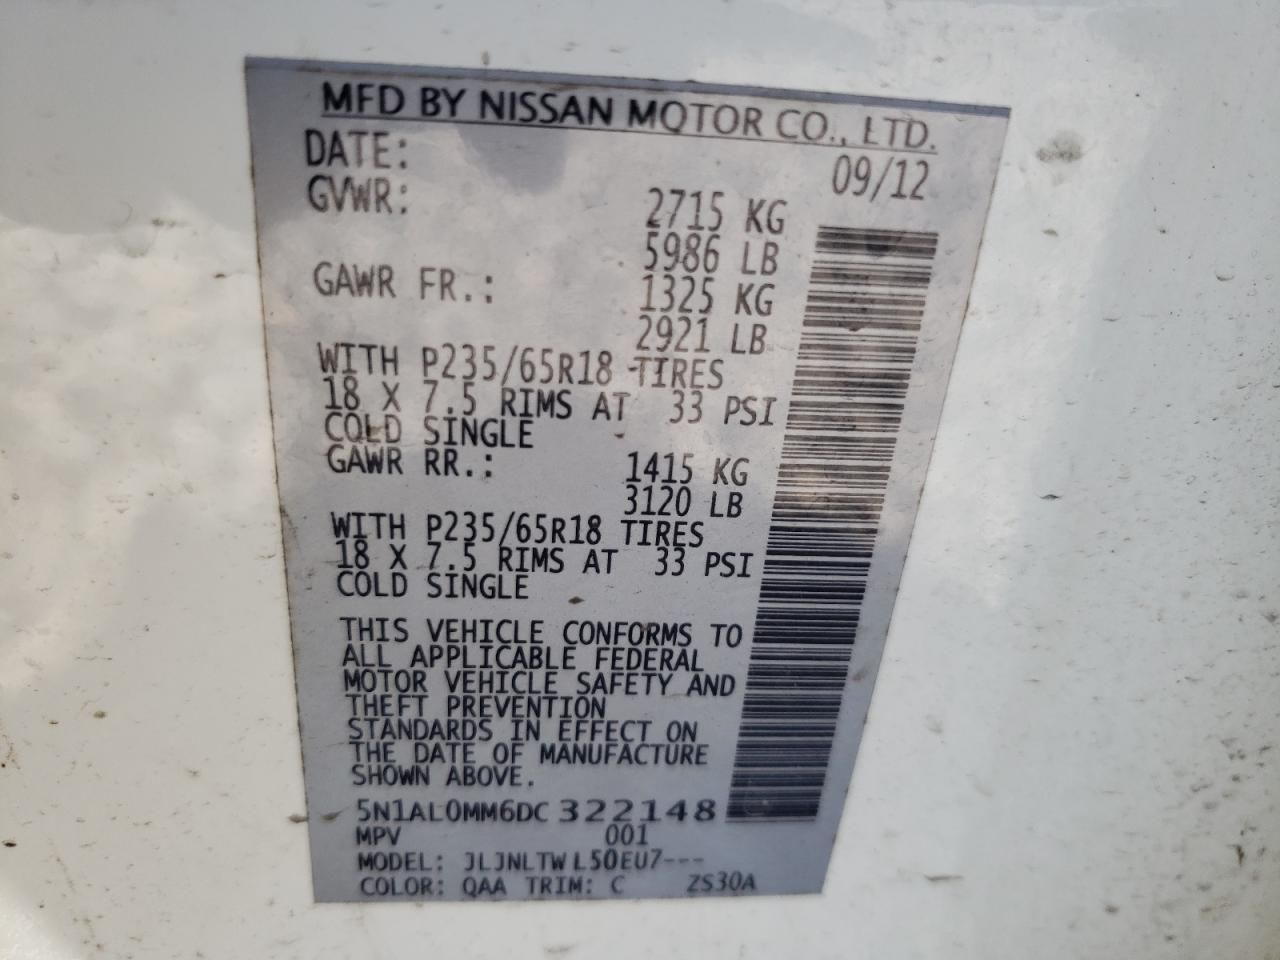 MFD BY NISSAN MOTOR CO., LTD.
DATE: 09/12
GVWR: 2715 KG
5986 LB
GAWR FR.: 1325 KG
2921 LB
WITH P235/65R18 TIRES
18 X 7.5 RIMS AT 33 PSI
COLD SINGLE
GAWR RR.: 1415 KG
3120 LB
WITH P235/65R18 TIRES
18 X 7.5 RIMS AT 33 PSI
COLD SINGLE
THIS VEHICLE CONFORMS TO
ALL APPLICABLE FEDERAL
MOTOR VEHICLE SAFETY AND
THEFT PREVENTION
STANDARDS IN EFFECT ON
THE DATE OF MANUFACTURE
SHOWN ABOVE.
5N1AL0MM6DC 322148
MPV 001
MODEL: JLJNLTW L50EU7---
COLOR: QAA TRIM: C ZS30A